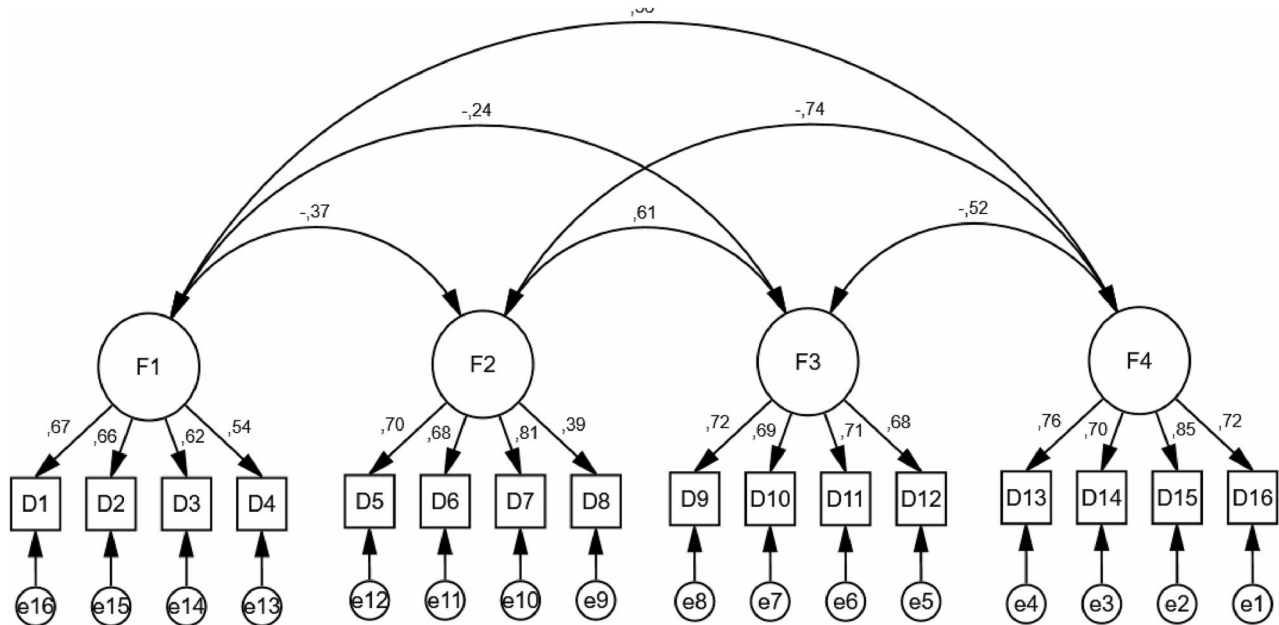 -,24 -,74
-,37 ,61 -,52
F1 F2 F3 F4
,67 ,66 ,62 ,54 ,70 ,68 ,81 ,39 ,72 ,69 ,71 ,68 ,76 ,70 ,85 ,72
D1 D2 D3 D4 D5 D6 D7 D8 D9 D10 D11 D12 D13 D14 D15 D16
e16 e15 e14 e13 e12 e11 e10 e9 e8 e7 e6 e5 e4 e3 e2 e1